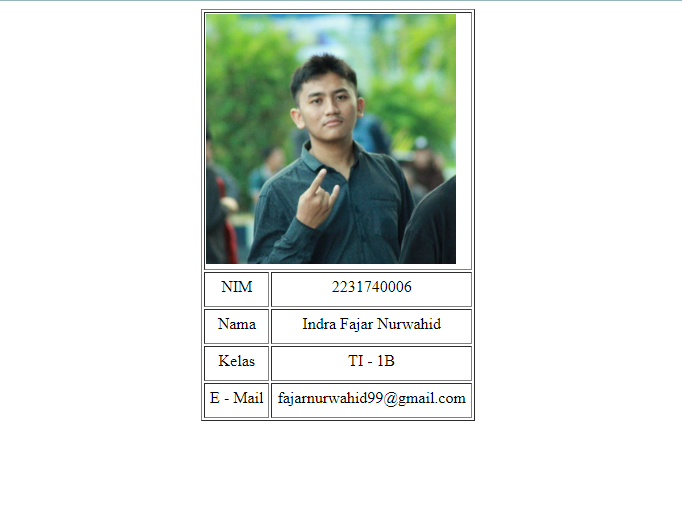 NIM 2231740006
Nama Indra Fajar Nurwahid
Kelas TI - 1B
E - Mail fajarnurwahid99@gmail.com